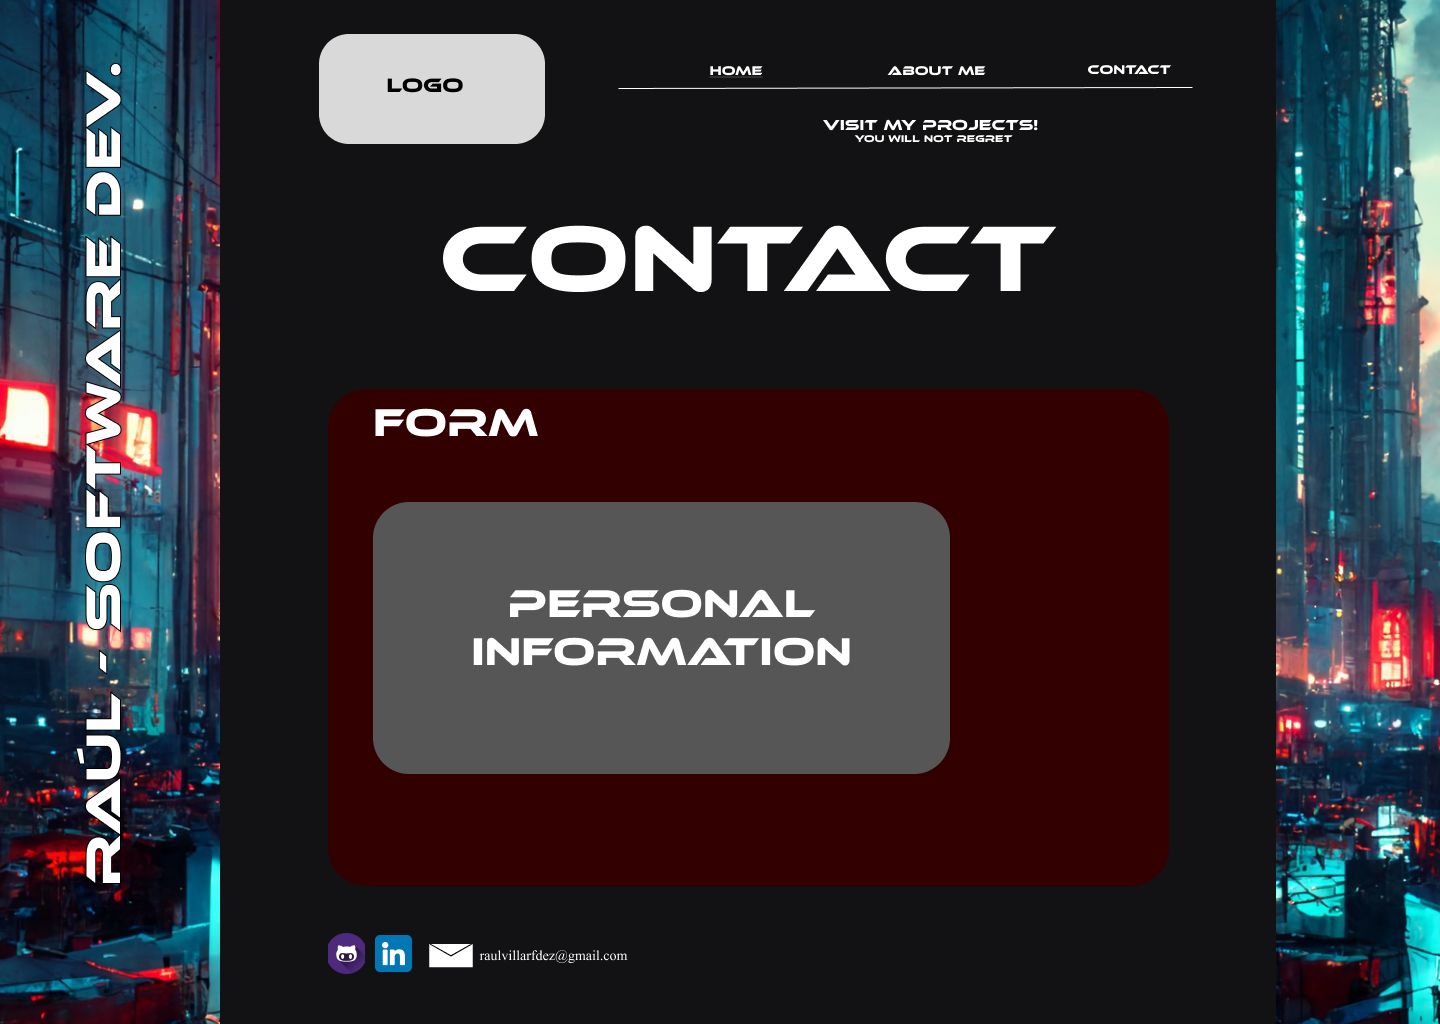 RAÚL - SOFTWARE DEV.
LOGO
HOME
ABOUT ME
CONTACT
VISIT MY PROJECTS!
YOU WILL NOT REGRET
CONTACT
FORM
PERSONAL
INFORMATION
in
raulvillarfdez@gmail.com